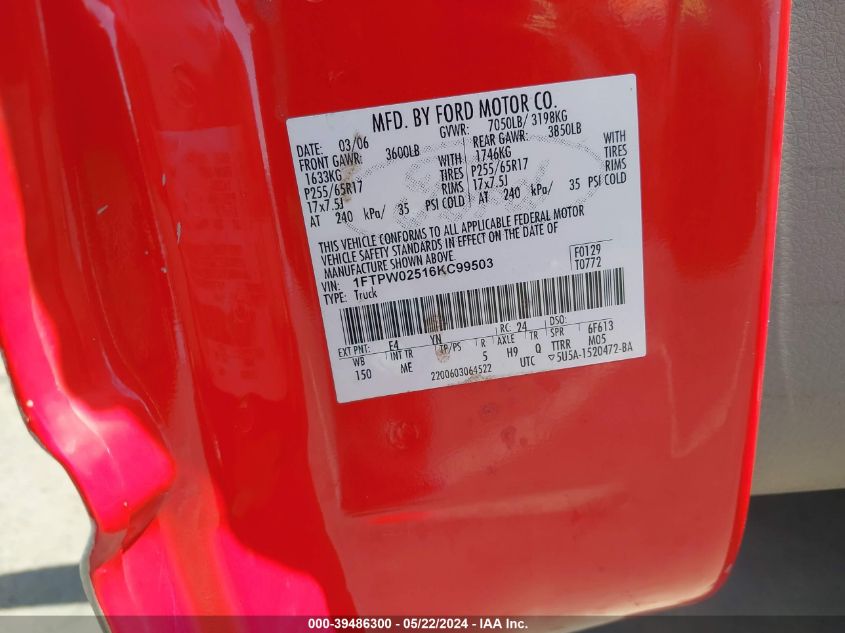 MFD. BY FORD MOTOR CO.
DATE: 03/06 GVWR: 7050LB/ 3198KG
FRONT GAWR: 3600LB REAR GAWR: 3850LB
1633KG WITH 1746KG WITH
P255/65R17 TIRES P255/65R17 TIRES
17x7.5J RIMS 17x7.5J RIMS
AT 240 kPa/ 35 PSI COLD AT 240 kPa/ 35 PSI COLD
THIS VEHICLE CONFORMS TO ALL APPLICABLE FEDERAL MOTOR
VEHICLE SAFETY STANDARDS IN EFFECT ON THE DATE OF
MANUFACTURE SHOWN ABOVE.
VIN: 1FTPW02516KC99503 F0129
TYPE: Truck T0772
EXT PNT: E4 YN RC: 24 DSO:
WB INT TR TP/PS R AXLE TR SPR 6F613
150 ME 5 H9 Q TTRR M05
2200603064522 UTC ▽5U5A-1520472-BA
000-39486300 - 05/22/2024 - IAA Inc.